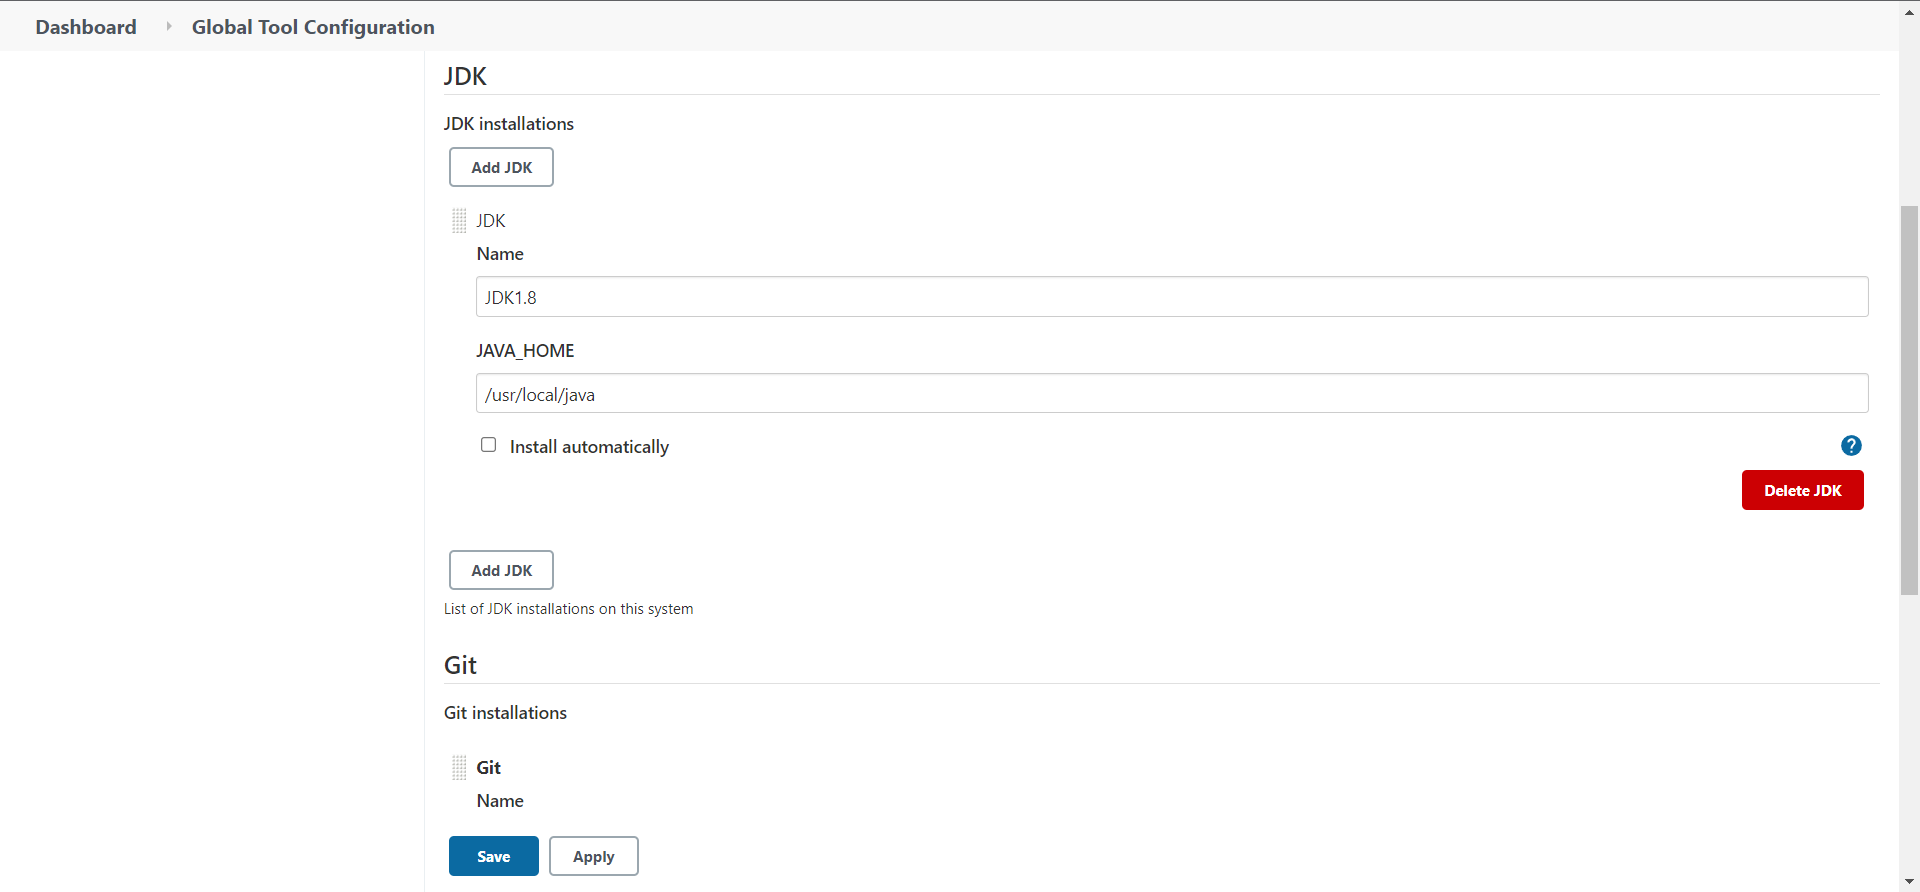 Dashboard
Global Tool Configuration
JDK
JDK installations
Add JDK
JDK
Name
JDK1.8
JAVA_HOME
/usr/local/java
Install automatically
?
Delete JDK
Add JDK
List of JDK installations on this system
Git
Git installations
Git
Name
Save
Apply